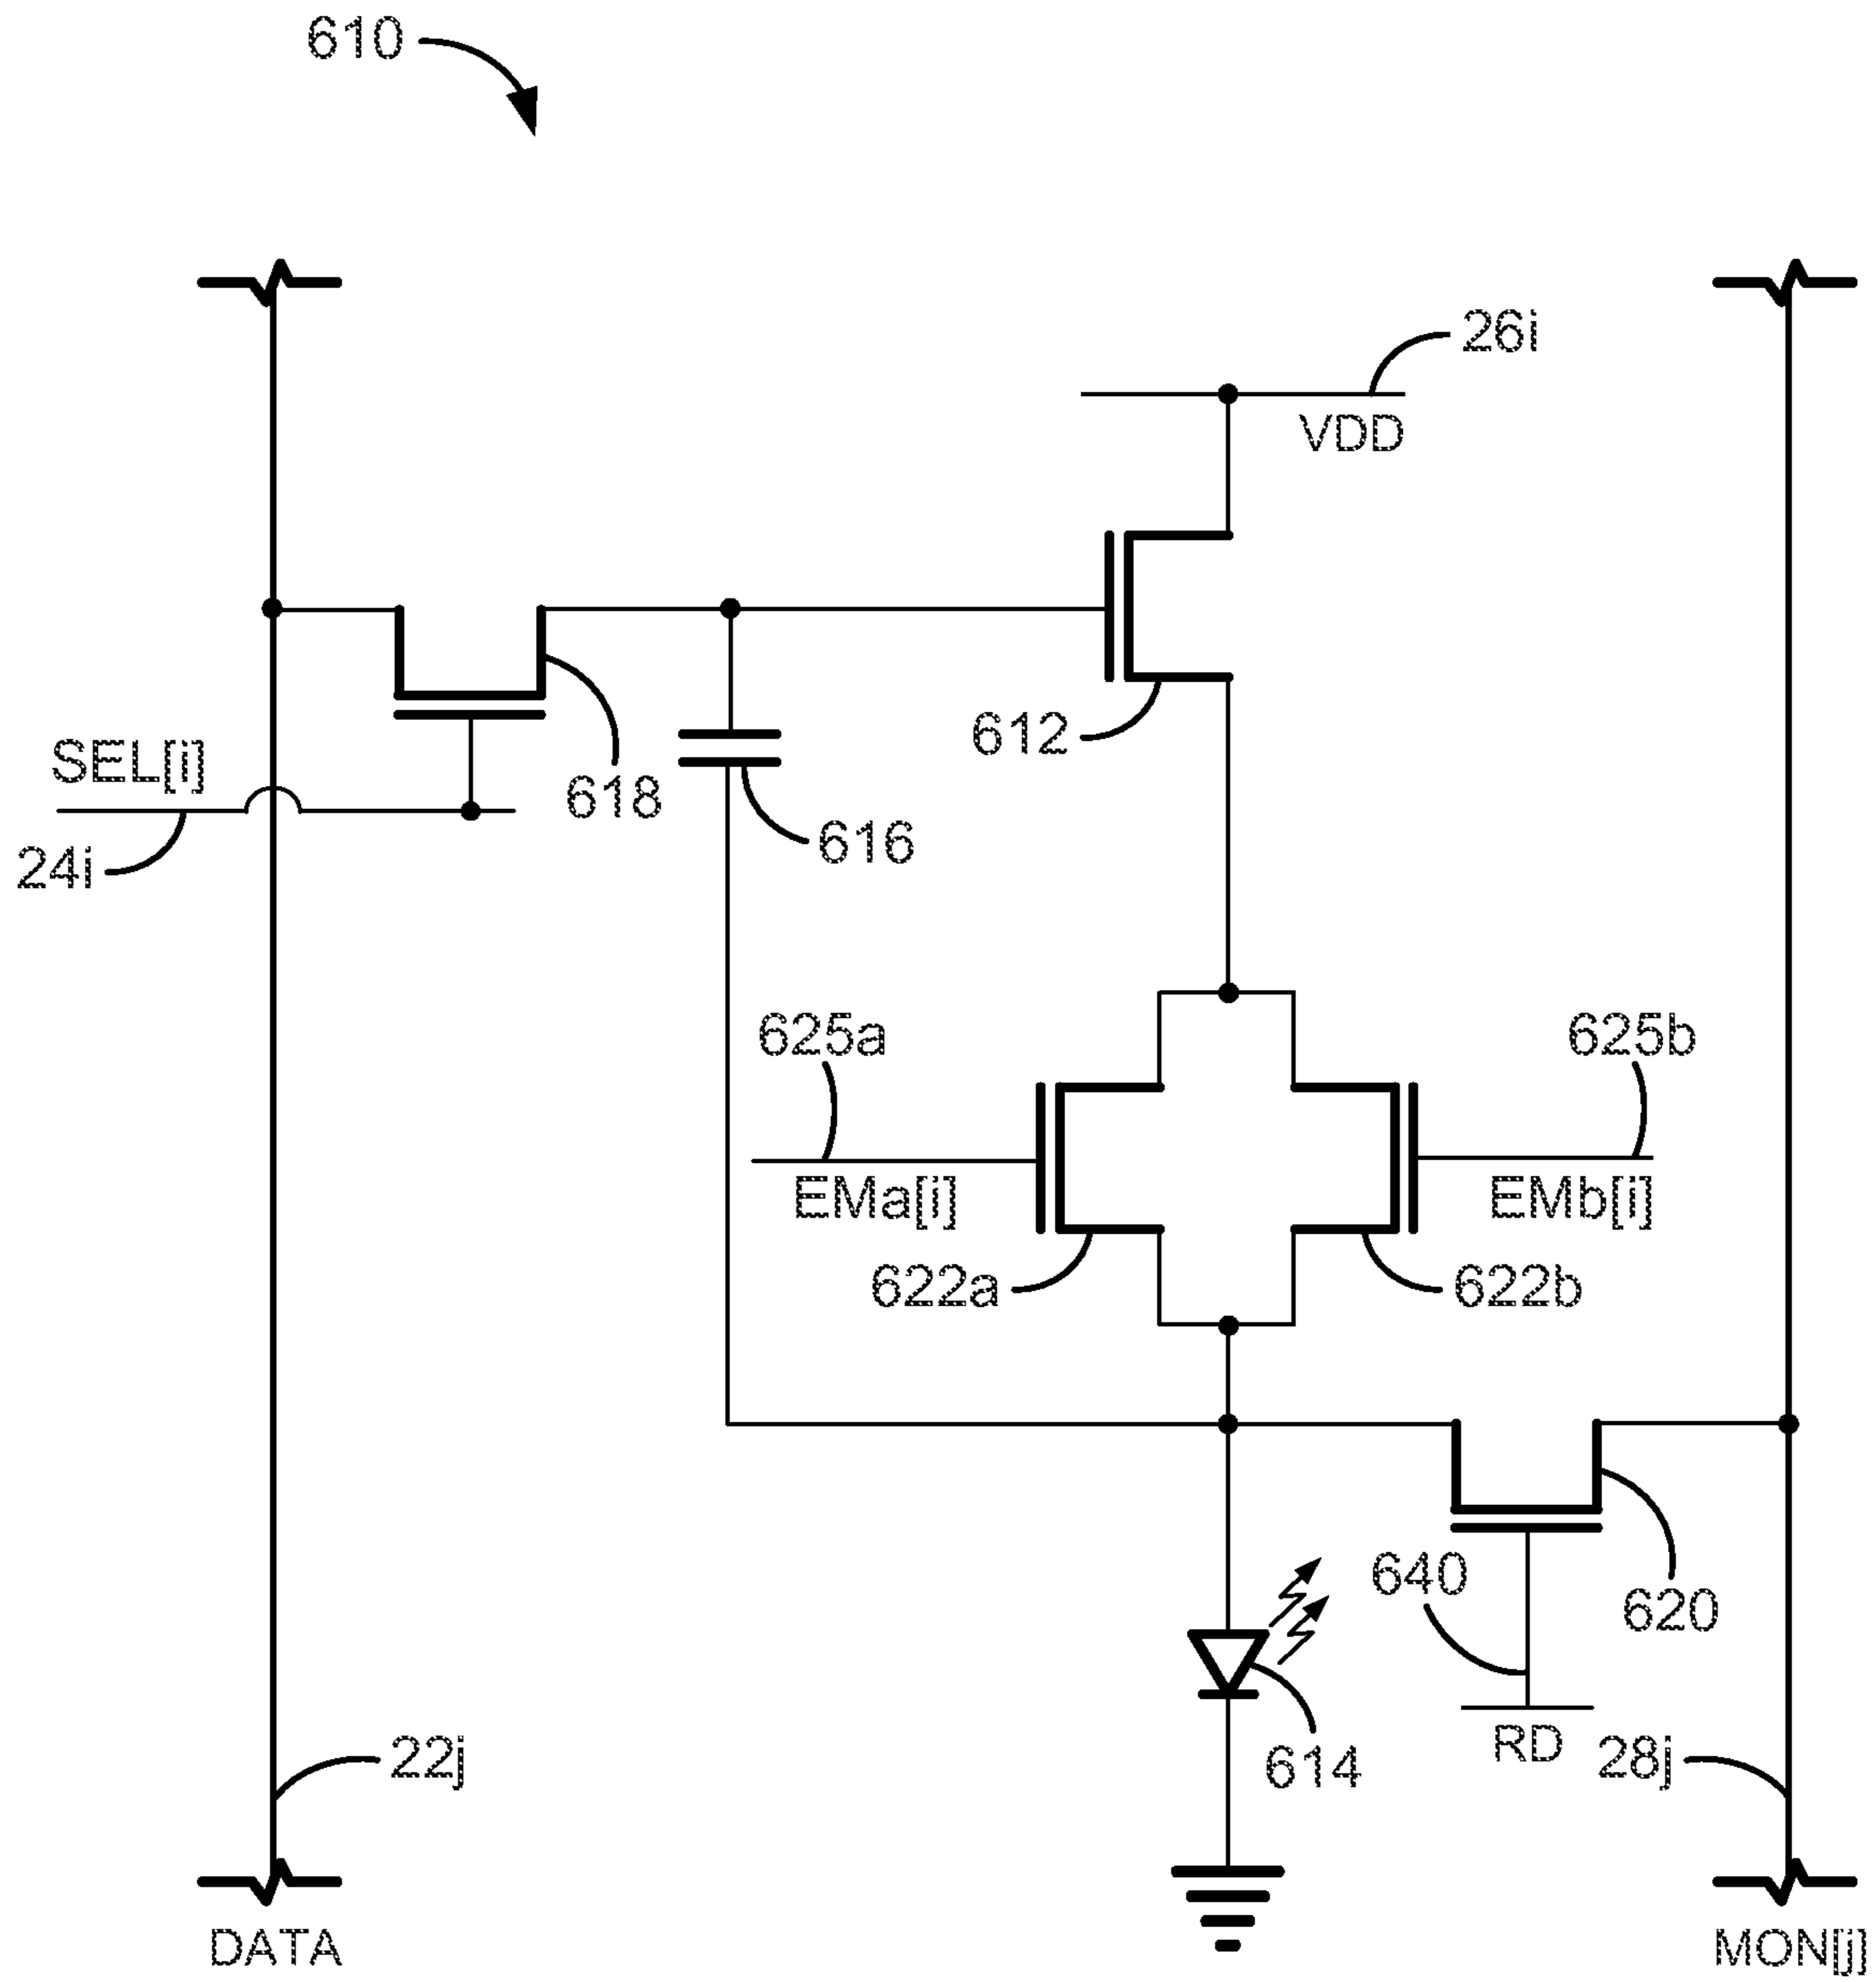 610
26i
VDD
612
SEL[i]
618
616
24i
625a
625b
EMa[i]
EMb[i]
622a
622b
640
620
RD
22j
614
28j
DATA
MON[j]